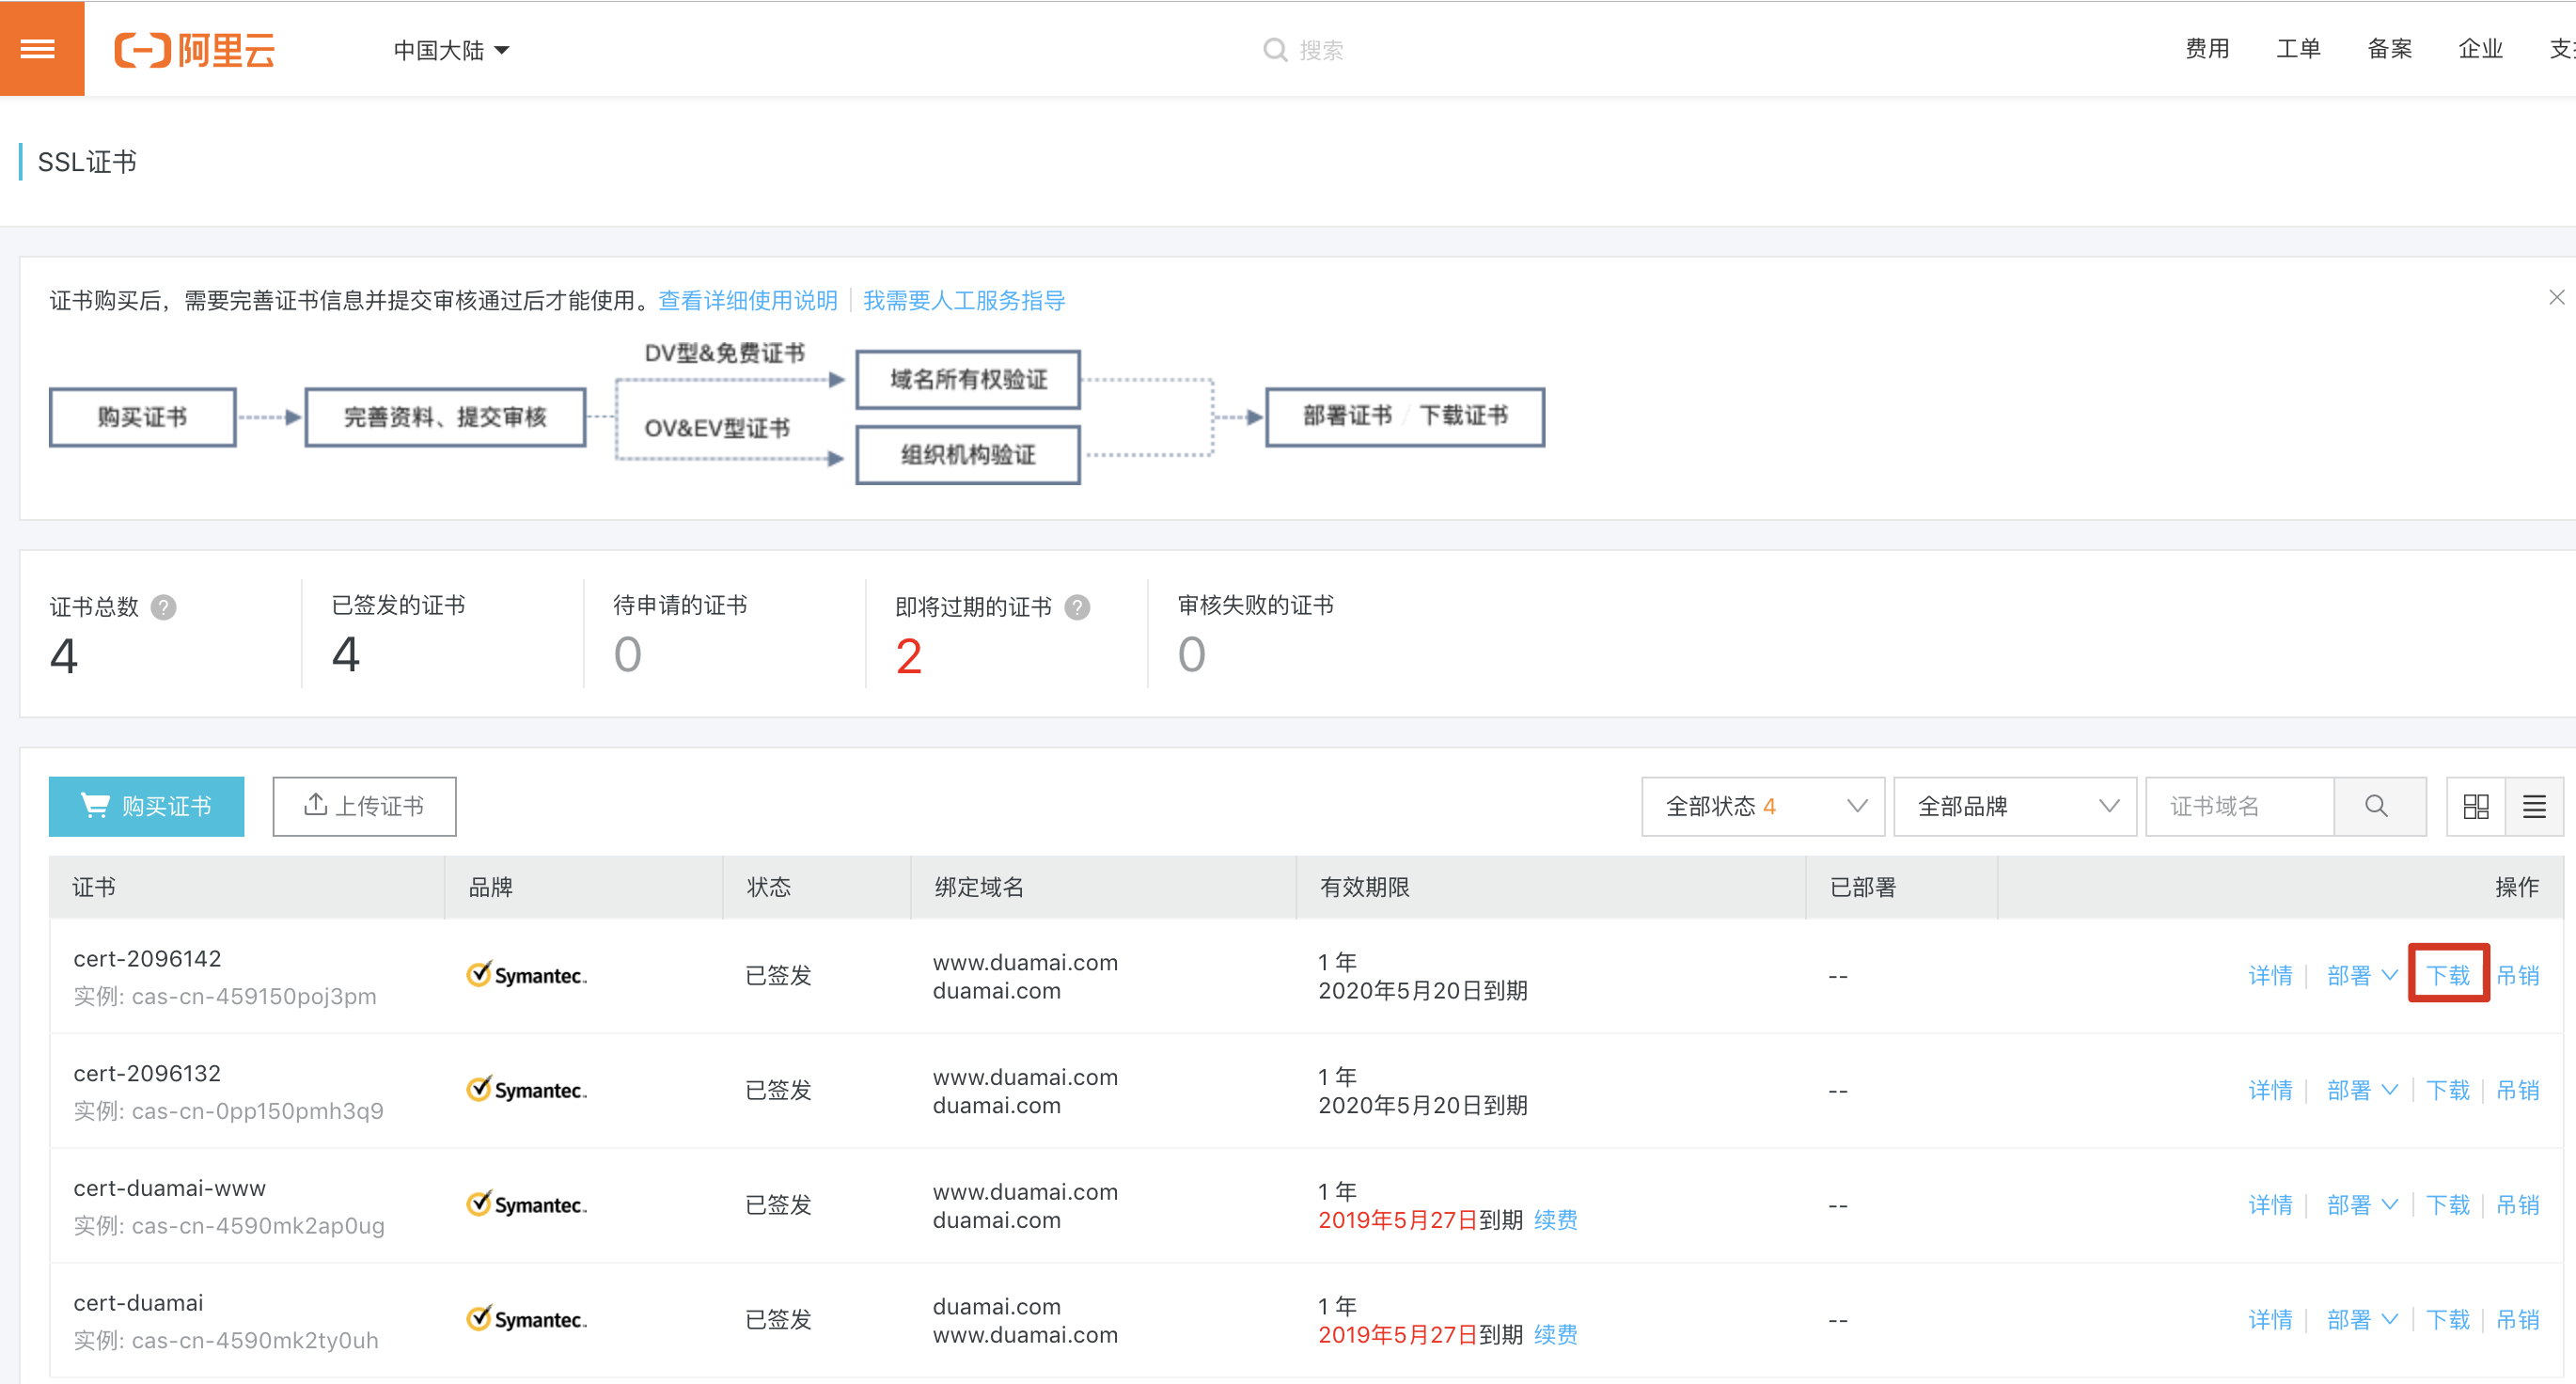 阿里云
中国大陆
搜索
费用 工单 备案 企业
SSL证书
证书购买后，需要完善证书信息并提交审核通过后才能使用。查看详细使用说明 我需要人工服务指导
DV型&免费证书
域名所有权验证
购买证书 完善资料、提交审核 部署证书 / 下载证书
OV&EV型证书
组织机构验证
证书总数 ? 已签发的证书 待申请的证书 即将过期的证书 ? 审核失败的证书
4 4 0 2 0
购买证书 上传证书 全部状态 4 全部品牌 证书域名
证书 品牌 状态 绑定域名 有效期限 已部署 操作
cert-2096142
实例: cas-cn-459150poj3pm
Symantec.
已签发
www.duamai.com
duamai.com
1 年
2020年5月20日到期
--
详情 部署 下载 吊销
cert-2096132
实例: cas-cn-0pp150pmh3q9
Symantec.
已签发
www.duamai.com
duamai.com
1 年
2020年5月20日到期
--
详情 部署 下载 吊销
cert-duamai-www
实例: cas-cn-4590mk2ap0ug
Symantec.
已签发
www.duamai.com
duamai.com
1 年
2019年5月27日到期 续费
--
详情 部署 下载 吊销
cert-duamai
实例: cas-cn-4590mk2ty0uh
Symantec.
已签发
duamai.com
www.duamai.com
1 年
2019年5月27日到期 续费
--
详情 部署 下载 吊销